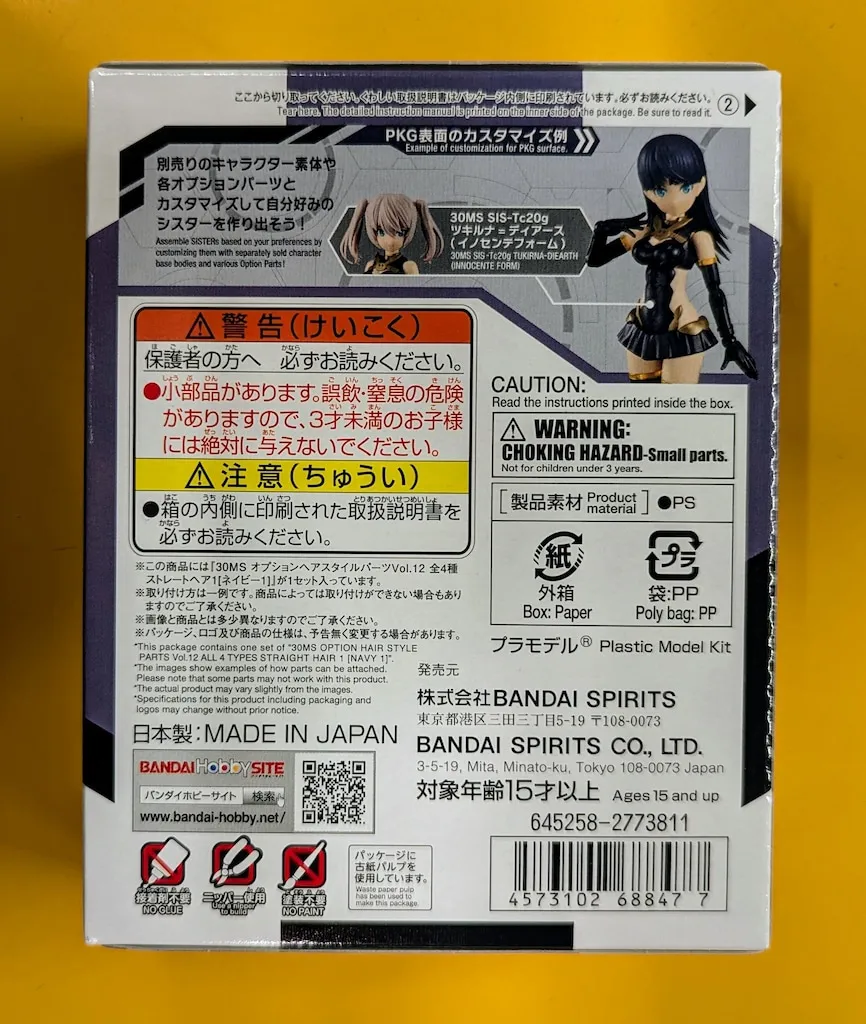 ここから切り取ってください。くわしい取扱説明書はパッケージ内側に印刷されています。必ずお読みください。
Tear here. The detailed instruction manual is printed on the inner side of the package. Be sure to read it.
②
PKG表面のカスタマイズ例
Example of customization for PKG surface.
別売りのキャラクター素体や
各オプションパーツと
カスタマイズして自分好みの
シスターを作り出そう!
Assemble SISTERs based on your preferences by
customizing them with separately sold character
base bodies and various Option Parts!
30MS SIS-Tc20g
ツキルナ=ディアース
(イノセンテフォーム)
30MS SIS-Tc20g TUKIRNA-DIEARTH
(INNOCENTE FORM)
警告(けいこく)
保護者の方へ 必ずお読みください。
●小部品があります。誤飲・窒息の危険
がありますので、3才未満のお子様
には絶対に与えないでください。
注意(ちゅうい)
●箱の内側に印刷された取扱説明書を
必ずお読みください。
※この商品には「30MS オプションヘアスタイルパーツVol.12 全4種
ストレートヘア1[ネイビー1]」が1セット入っています。
※取り付け方は一例です。商品によっては取り付けができない場合もあり
ますのでご了承ください。
※画像と商品とは多少異なりますのでご了承ください。
※パッケージ、ロゴ及び商品の仕様は、予告無く変更する場合があります。
*This package contains one set of "30MS OPTION HAIR STYLE
PARTS Vol.12 ALL 4 TYPES STRAIGHT HAIR 1 [NAVY 1]".
*The images show examples of how parts can be attached.
Please note that some parts may not work with this product.
*The actual product may vary slightly from the images.
*Specifications for this product including packaging and
logos may change without prior notice.
日本製:MADE IN JAPAN
BANDAI HobbySITE
バンダイホビーサイト 検索
www.bandai-hobby.net/
接着剤不要
NO GLUE
ニッパー使用
Use a nipper
to build
塗装不要
NO PAINT
パッケージに
古紙パルプを
使用しています。
Waste paper pulp
has been used to
make this package.
CAUTION:
Read the instructions printed inside the box.
WARNING:
CHOKING HAZARD-Small parts.
Not for children under 3 years.
[製品素材 Product material] ●PS
紙
外箱
Box: Paper
プラ
袋:PP
Poly bag: PP
プラモデル® Plastic Model Kit
発売元
株式会社BANDAI SPIRITS
東京都港区三田三丁目5-19 〒108-0073
BANDAI SPIRITS CO., LTD.
3-5-19, Mita, Minato-ku, Tokyo 108-0073 Japan
対象年齢15才以上 Ages 15 and up
645258-2773811
4573102 68847 7